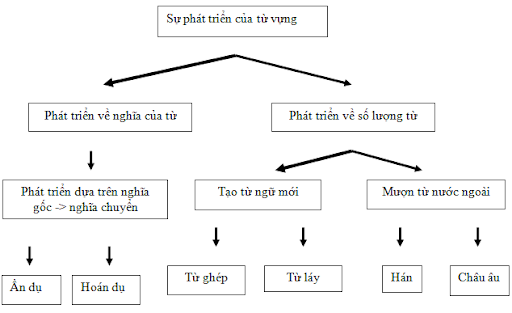 Sự phát triển của từ vựng
Phát triển về nghĩa của từ
Phát triển về số lượng từ
Phát triển dựa trên nghĩa
gốc -> nghĩa chuyển
Tạo từ ngữ mới
Mượn từ nước ngoài
Ẩn dụ
Hoán dụ
Từ ghép
Từ láy
Hán
Châu âu